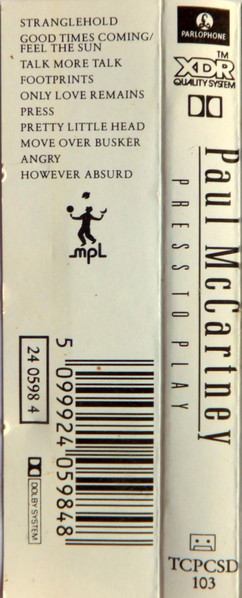 STRANGLEHOLD
GOOD TIMES COMING/
FEEL THE SUN
TALK MORE TALK
FOOTPRINTS
ONLY LOVE REMAINS
PRESS
PRETTY LITTLE HEAD
MOVE OVER BUSKER
ANGRY
HOWEVER ABSURD
mpl
24 0598 4
5 099924 059848
DOLBY SYSTEM
PARLOPHONE
TM
XDR
QUALITY SYSTEM
Paul McCartney
PRESS TO PLAY
TCPCSD
103